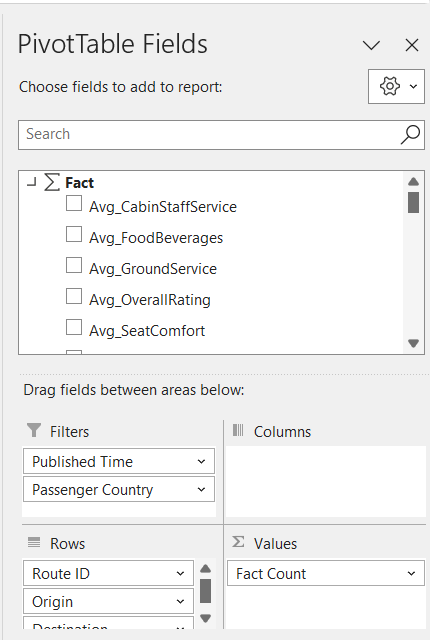 PivotTable Fields
Choose fields to add to report:
Search
Fact
Avg_CabinStaffService
Avg_FoodBeverages
Avg_GroundService
Avg_OverallRating
Avg_SeatComfort
Drag fields between areas below:
Filters
Published Time
Passenger Country
Columns
Rows
Route ID
Origin
Destination
Σ Values
Fact Count